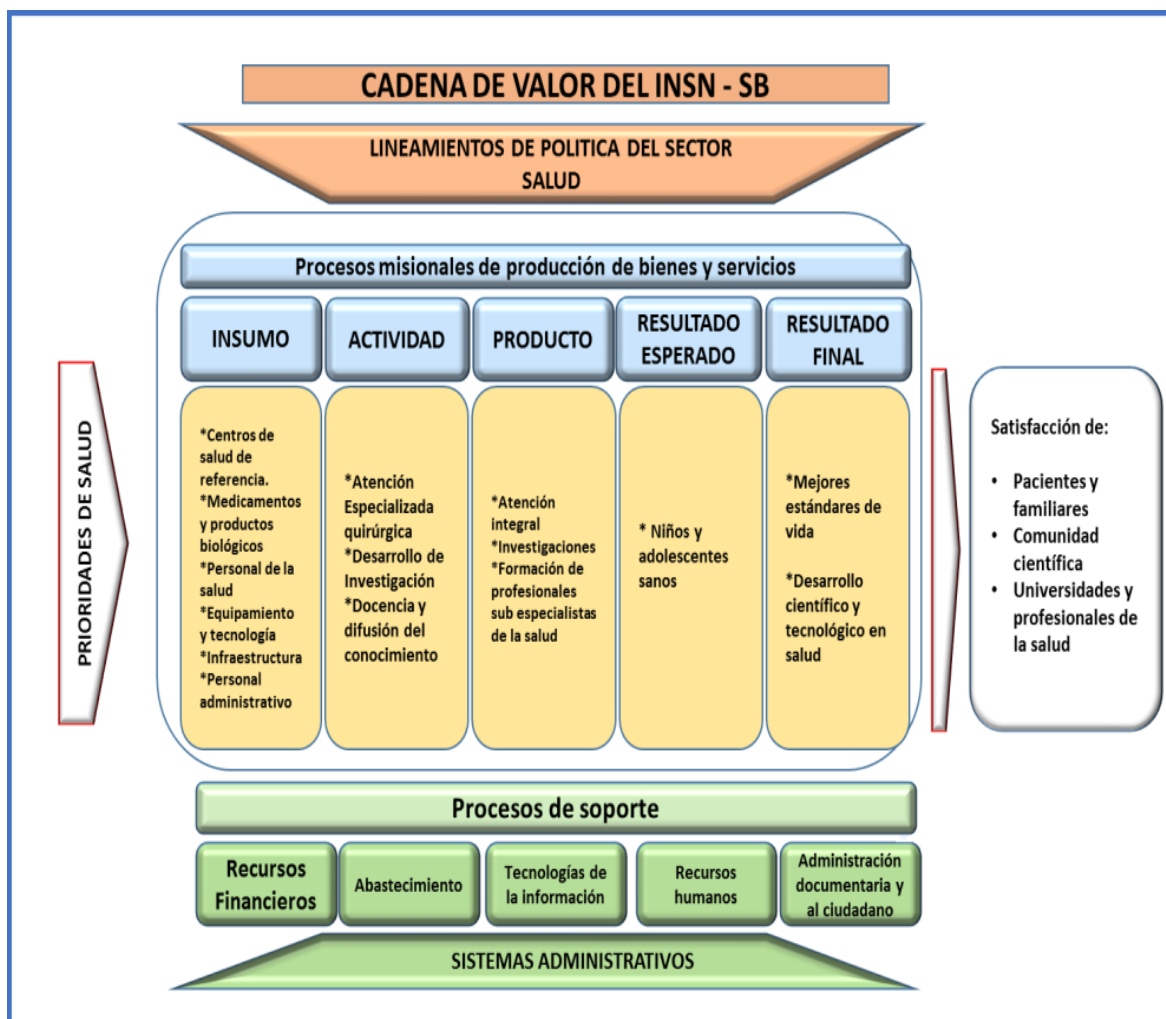 CADENA DE VALOR DEL INSN - SB
LINEAMIENTOS DE POLITICA DEL SECTOR
SALUD
Procesos misionales de producción de bienes y servicios
INSUMO
ACTIVIDAD
PRODUCTO
RESULTADO
ESPERADO
RESULTADO
FINAL
PRIORIDADES DE SALUD
*Centros de
salud de
referencia.
*Medicamentos
y productos
biológicos
*Personal de la
salud
*Equipamiento
y tecnología
*Infraestructura
*Personal
administrativo
*Atención
Especializada
quirúrgica
*Desarrollo de
Investigación
*Docencia y
difusión del
conocimiento
*Atención
integral
*Investigaciones
*Formación de
profesionales
sub especialistas
de la salud
* Niños y
adolescentes
sanos
*Mejores
estándares de
vida
*Desarrollo
científico y
tecnológico en
salud
Satisfacción de:
• Pacientes y
familiares
• Comunidad
científica
• Universidades y
profesionales de
la salud
Procesos de soporte
Recursos
Financieros
Abastecimiento
Tecnologías de
la información
Recursos
humanos
Administración
documentaria y
al ciudadano
SISTEMAS ADMINISTRATIVOS